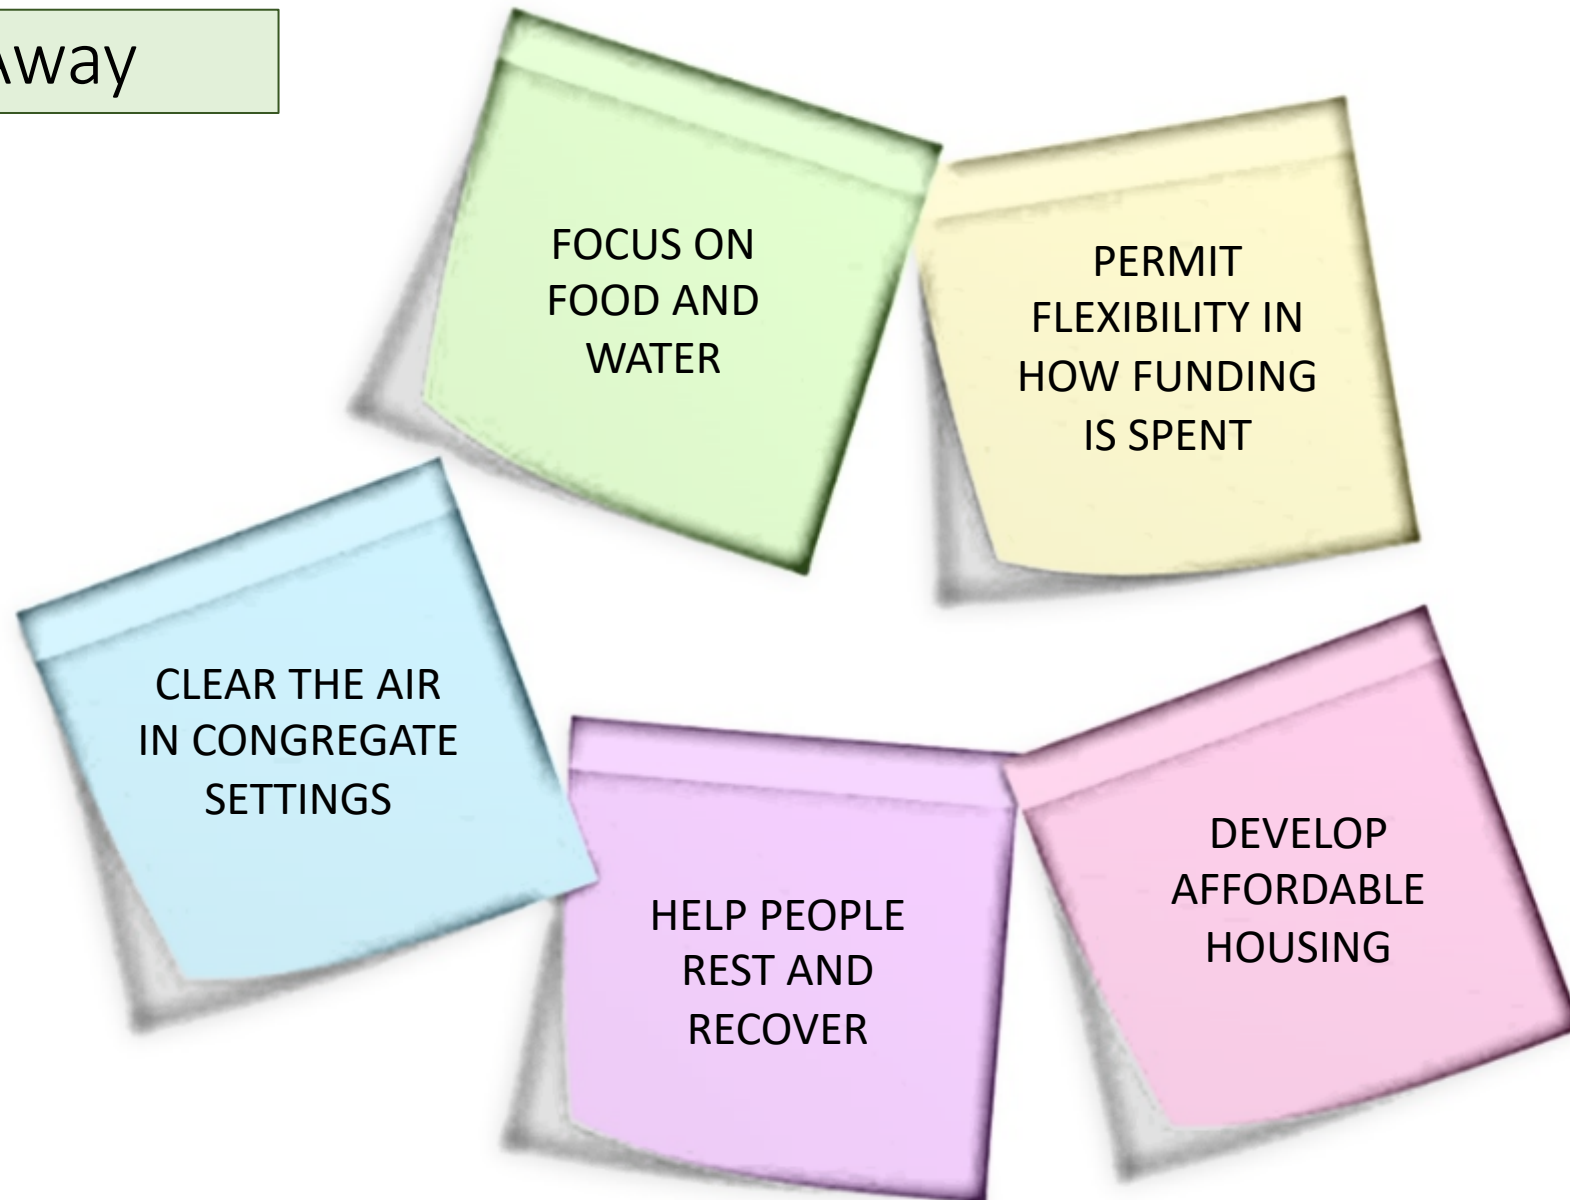 Away
FOCUS ON
FOOD AND
WATER
PERMIT
FLEXIBILITY IN
HOW FUNDING
IS SPENT
CLEAR THE AIR
IN CONGREGATE
SETTINGS
HELP PEOPLE
REST AND
RECOVER
DEVELOP
AFFORDABLE
HOUSING